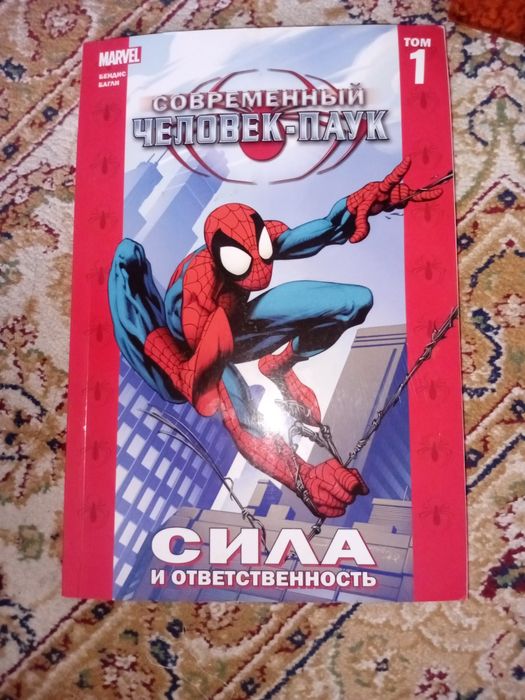 MARVEL
БЕНДИС
БАГЛИ
ТОМ
1
СОВРЕМЕННЫЙ
ЧЕЛОВЕК-ПАУК
СИЛА
И ОТВЕТСТВЕННОСТЬ